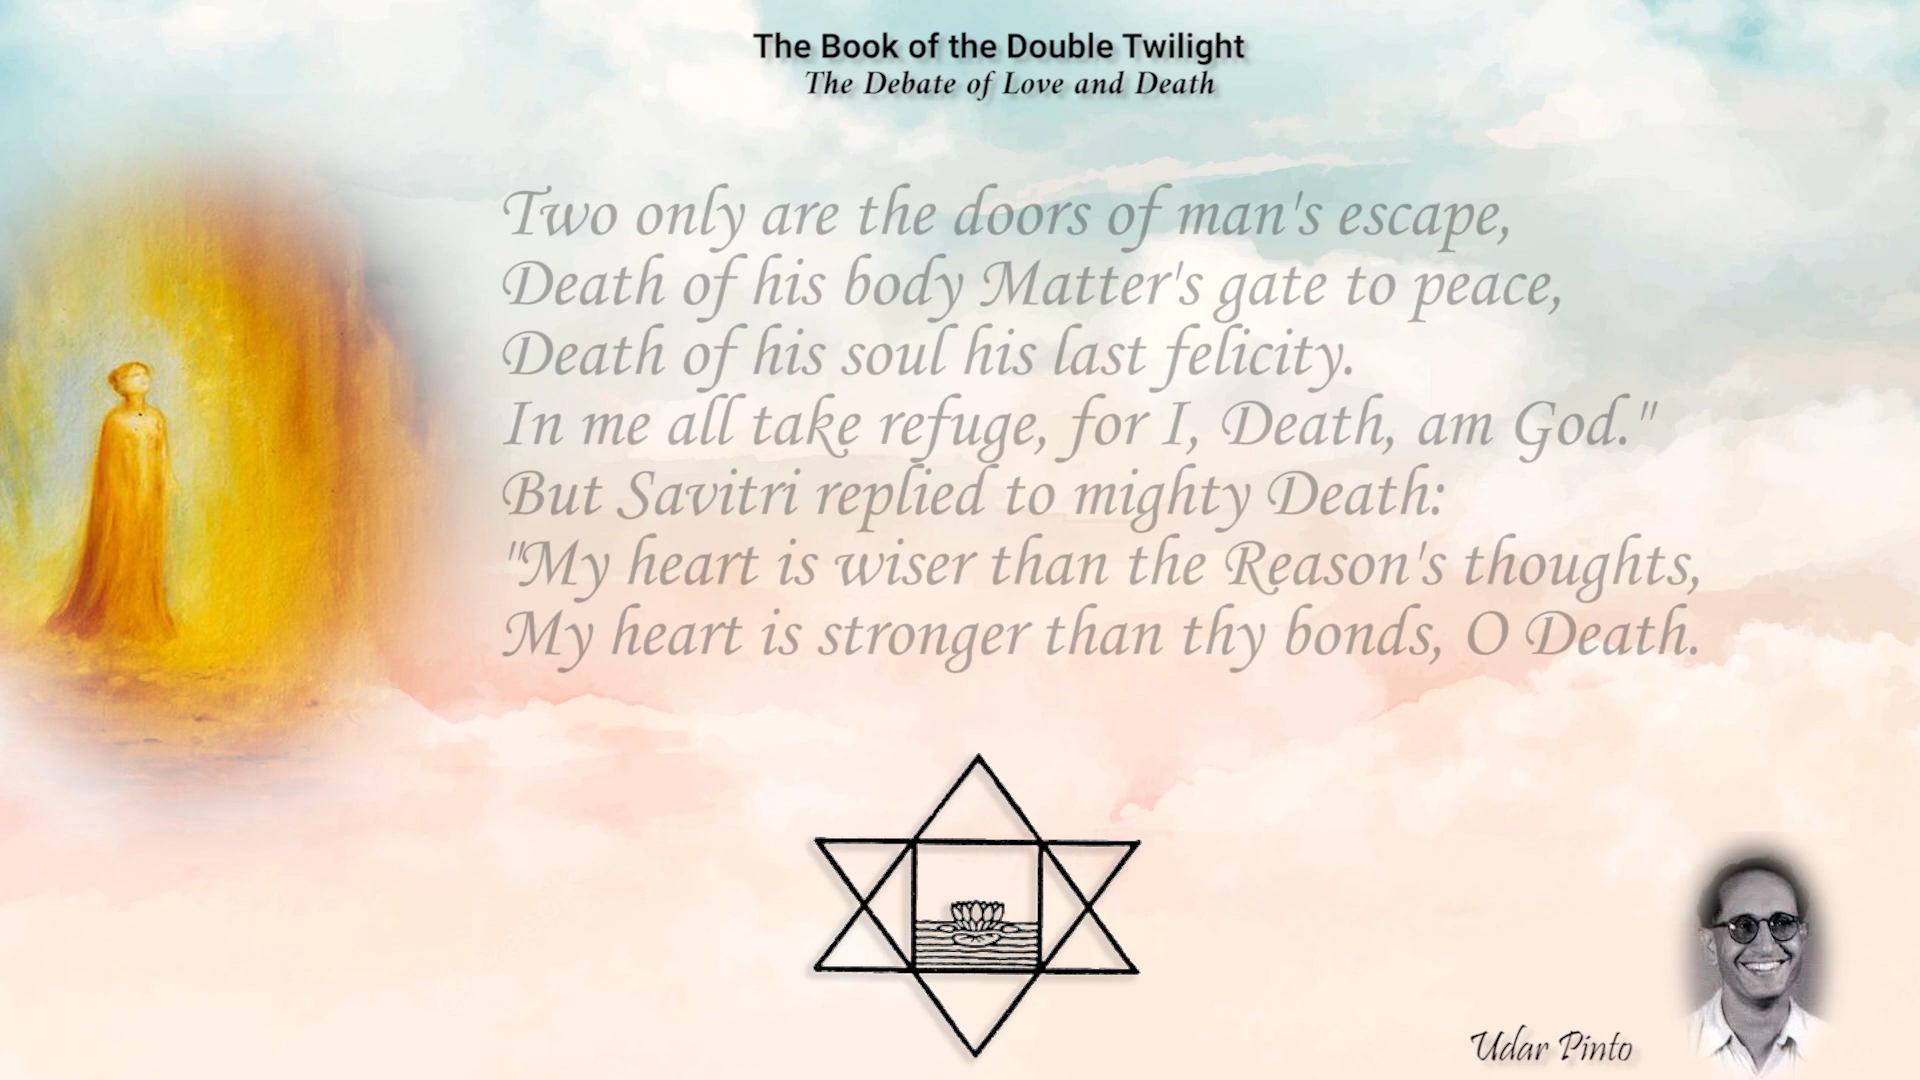 The Book of the Double Twilight
The Debate of Love and Death
Two only are the doors of man's escape,
Death of his body Matter's gate to peace,
Death of his soul his last felicity.
In me all take refuge, for I, Death, am God."
But Savitri replied to mighty Death:
"My heart is wiser than the Reason's thoughts,
My heart is stronger than thy bonds, O Death.
Udar Pinto